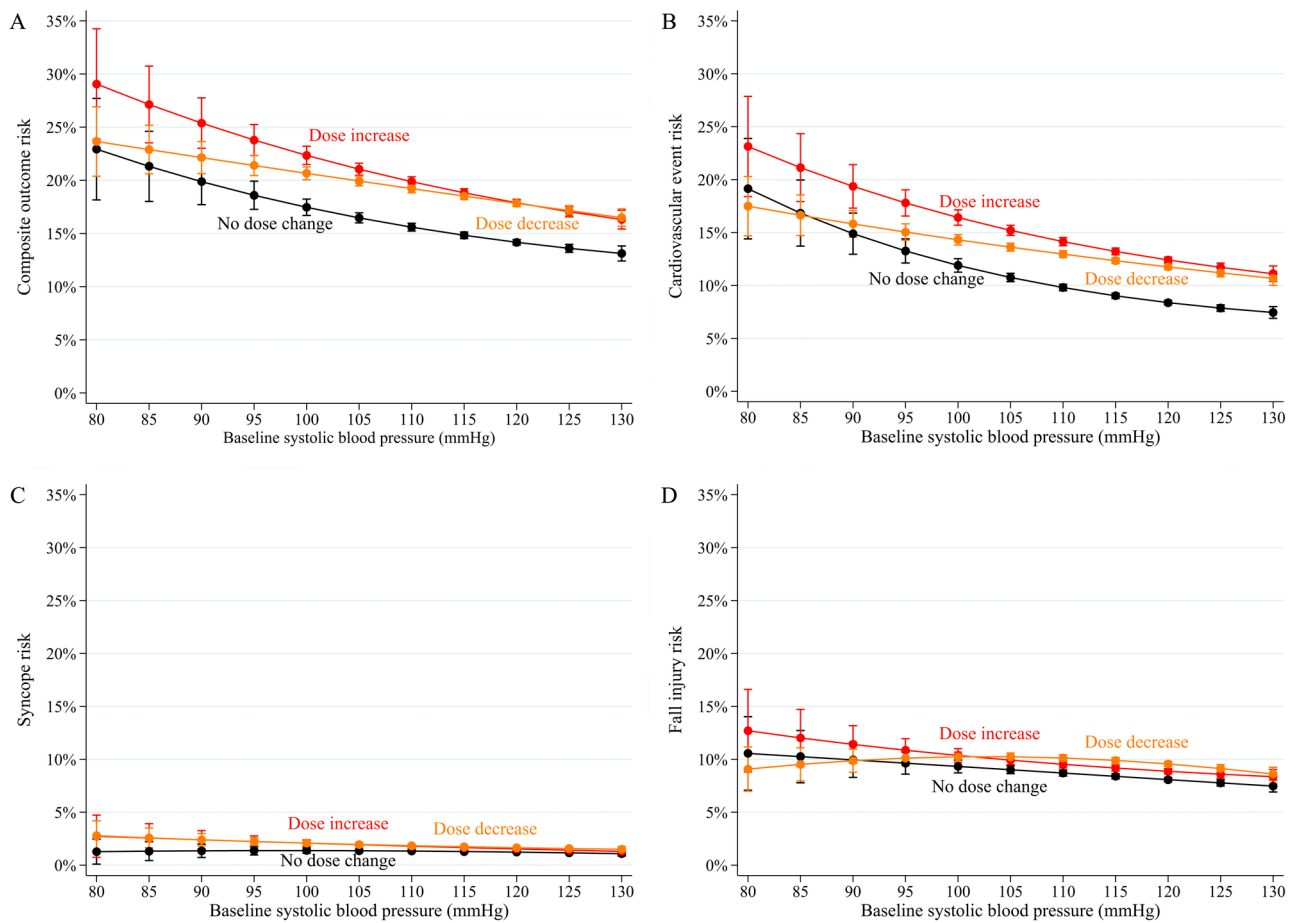 A
Composite outcome risk
35%
30%
25%
20%
15%
10%
5%
0%
Dose increase
No dose change
Dose decrease
80 85 90 95 100 105 110 115 120 125 130
Baseline systolic blood pressure (mmHg)
B
Cardiovascular event risk
35%
30%
25%
20%
15%
10%
5%
0%
Dose increase
No dose change
Dose decrease
80 85 90 95 100 105 110 115 120 125 130
Baseline systolic blood pressure (mmHg)
C
Syncope risk
35%
30%
25%
20%
15%
10%
5%
0%
Dose increase
Dose decrease
No dose change
80 85 90 95 100 105 110 115 120 125 130
Baseline systolic blood pressure (mmHg)
D
Fall injury risk
35%
30%
25%
20%
15%
10%
5%
0%
Dose increase
Dose decrease
No dose change
80 85 90 95 100 105 110 115 120 125 130
Baseline systolic blood pressure (mmHg)